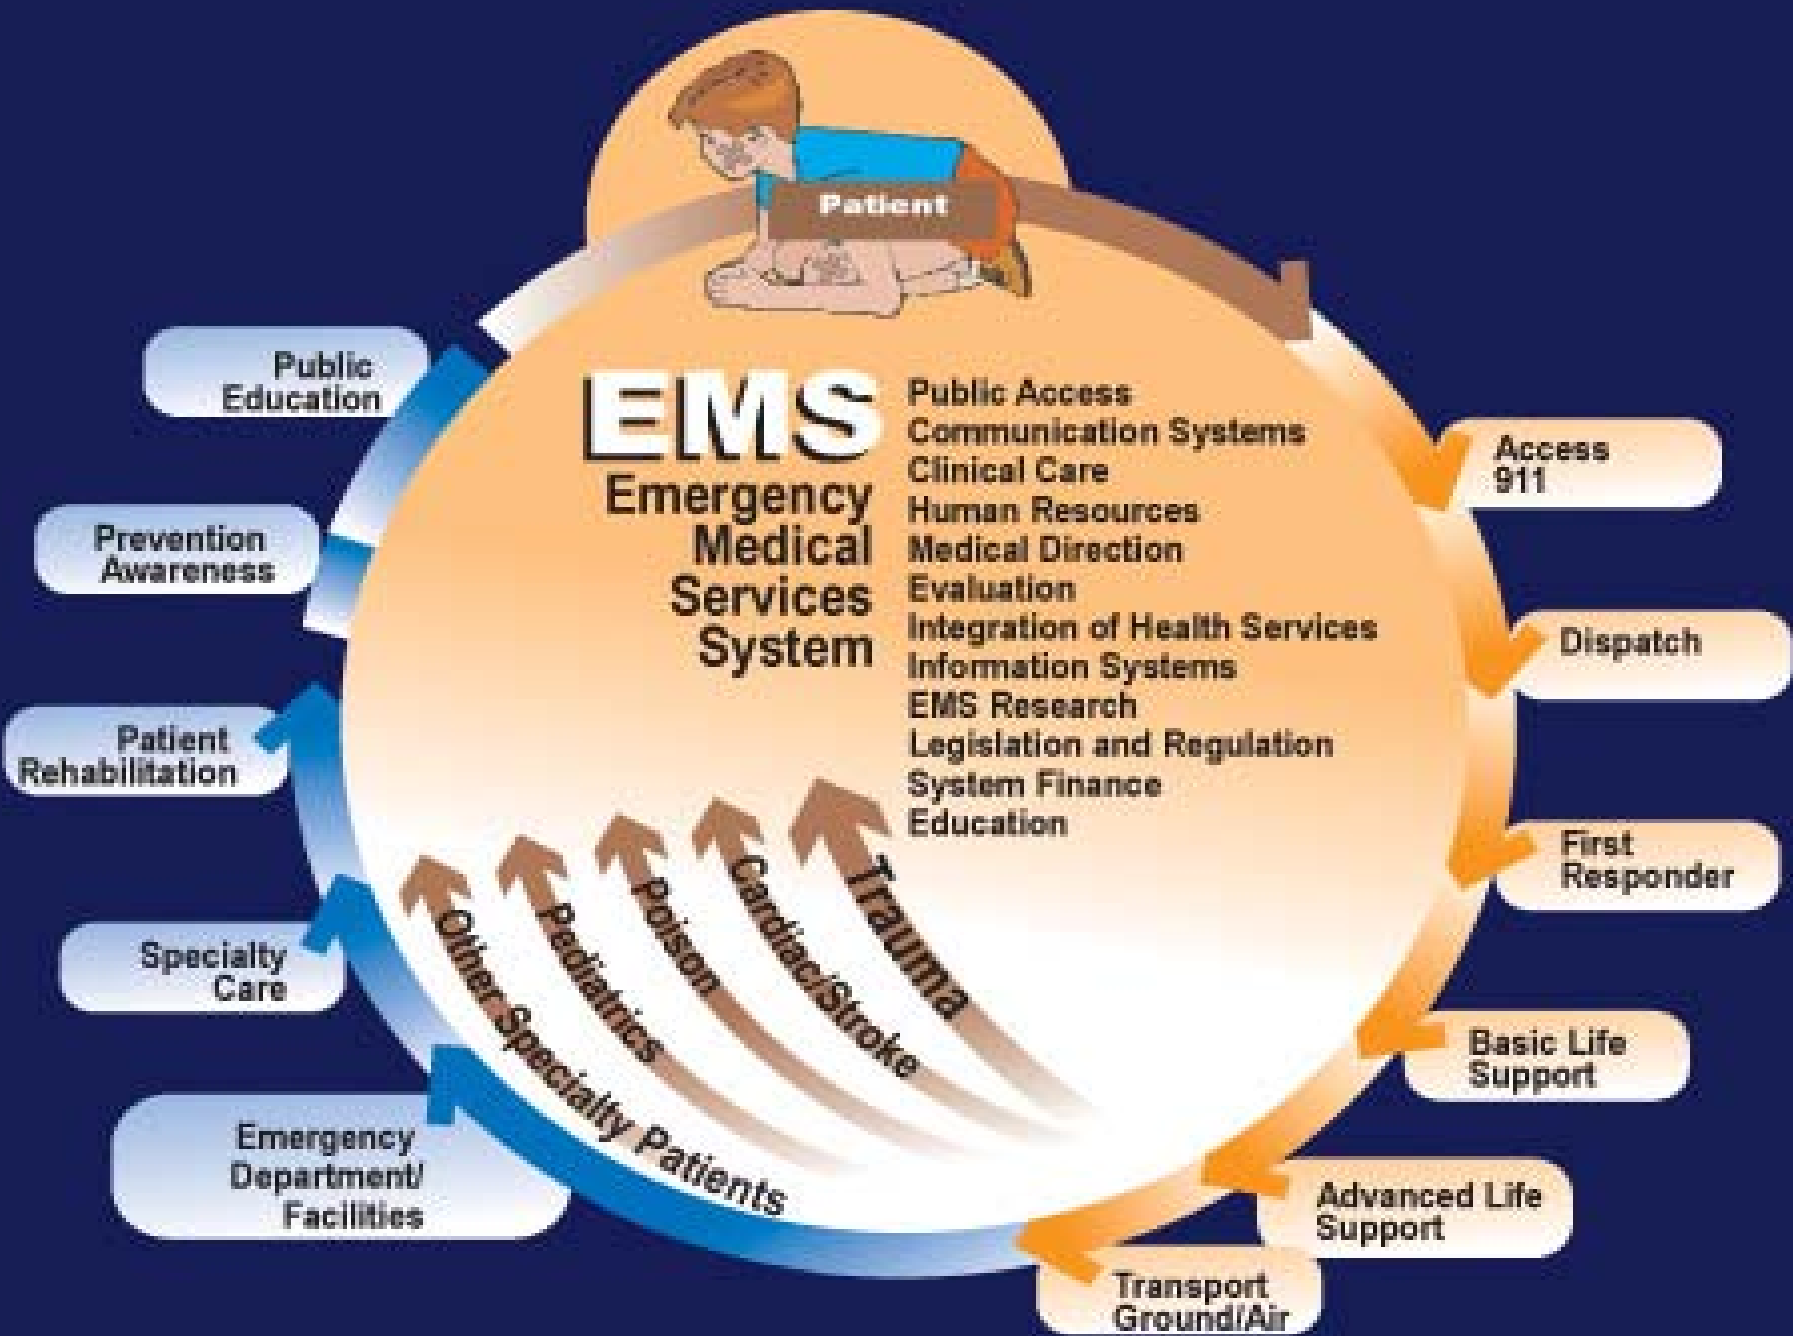 Patient
EMS
Emergency
Medical
Services
System
Public Access
Communication Systems
Clinical Care
Human Resources
Medical Direction
Evaluation
Integration of Health Services
Information Systems
EMS Research
Legislation and Regulation
System Finance
Education
Access
911
Dispatch
First
Responder
Basic Life
Support
Advanced Life
Support
Transport
Ground/Air
Emergency
Department/
Facilities
Specialty
Care
Patient
Rehabilitation
Prevention
Awareness
Public
Education
Other Specialty Patients
Pediatrics
Poison
Cardiac/Stroke
Trauma